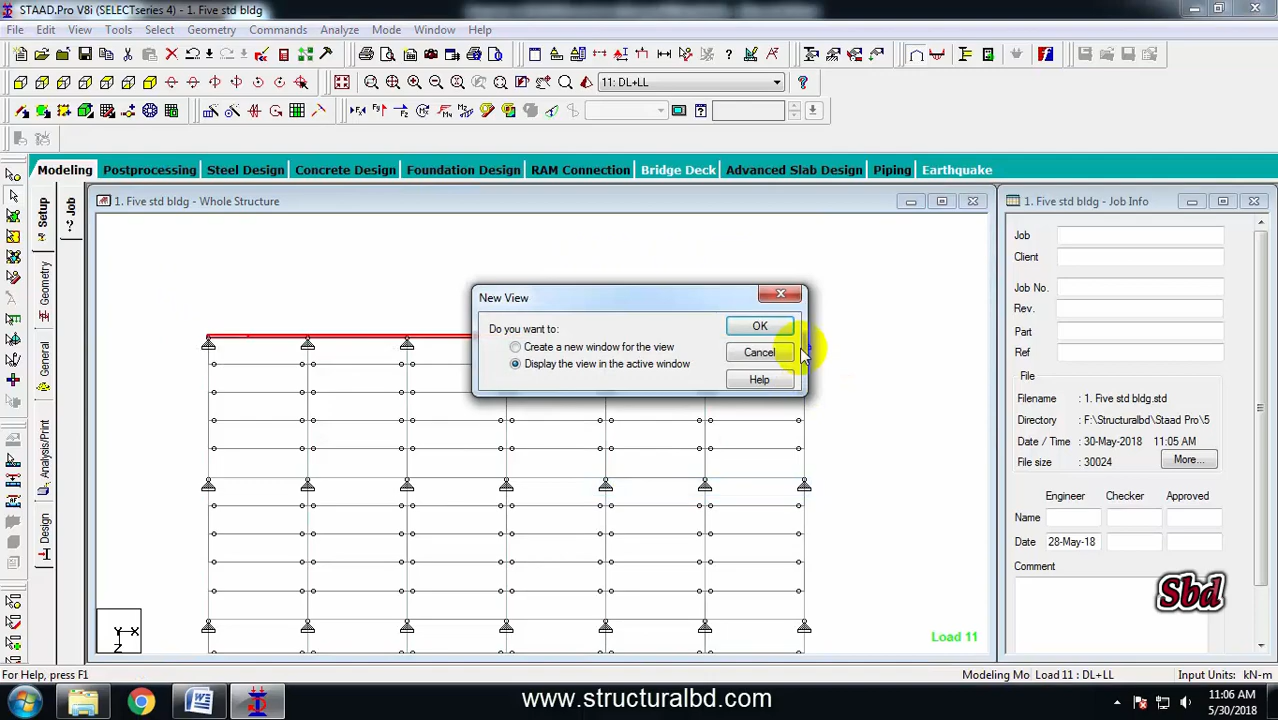 STAAD.Pro V8i (SELECTseries 4) - 1. Five std bldg
File Edit View Tools Select Geometry Commands Analyze Mode Window Help
11: DL+LL
Modeling Postprocessing Steel Design Concrete Design Foundation Design RAM Connection Bridge Deck Advanced Slab Design Piping Earthquake
Setup
Job
Geometry
General
Analysis/Print
Design
1. Five std bldg - Whole Structure
New View
Do you want to:
Create a new window for the view
Display the view in the active window
OK
Cancel
Help
Y X
Z
Load 11
1. Five std bldg - Job Info
Job
Client
Job No.
Rev.
Part
Ref
File
Filename : 1. Five std bldg.std
Directory : F:\Structuralbd\Staad Pro\5
Date / Time : 30-May-2018 11:05 AM
File size : 30024 More...
Engineer Checker Approved
Name
Date 28-May-18
Comment
Sbd
For Help, press F1
Modeling Mo Load 11 : DL+LL Input Units: kN-m
www.structuralbd.com
11:06 AM
5/30/2018